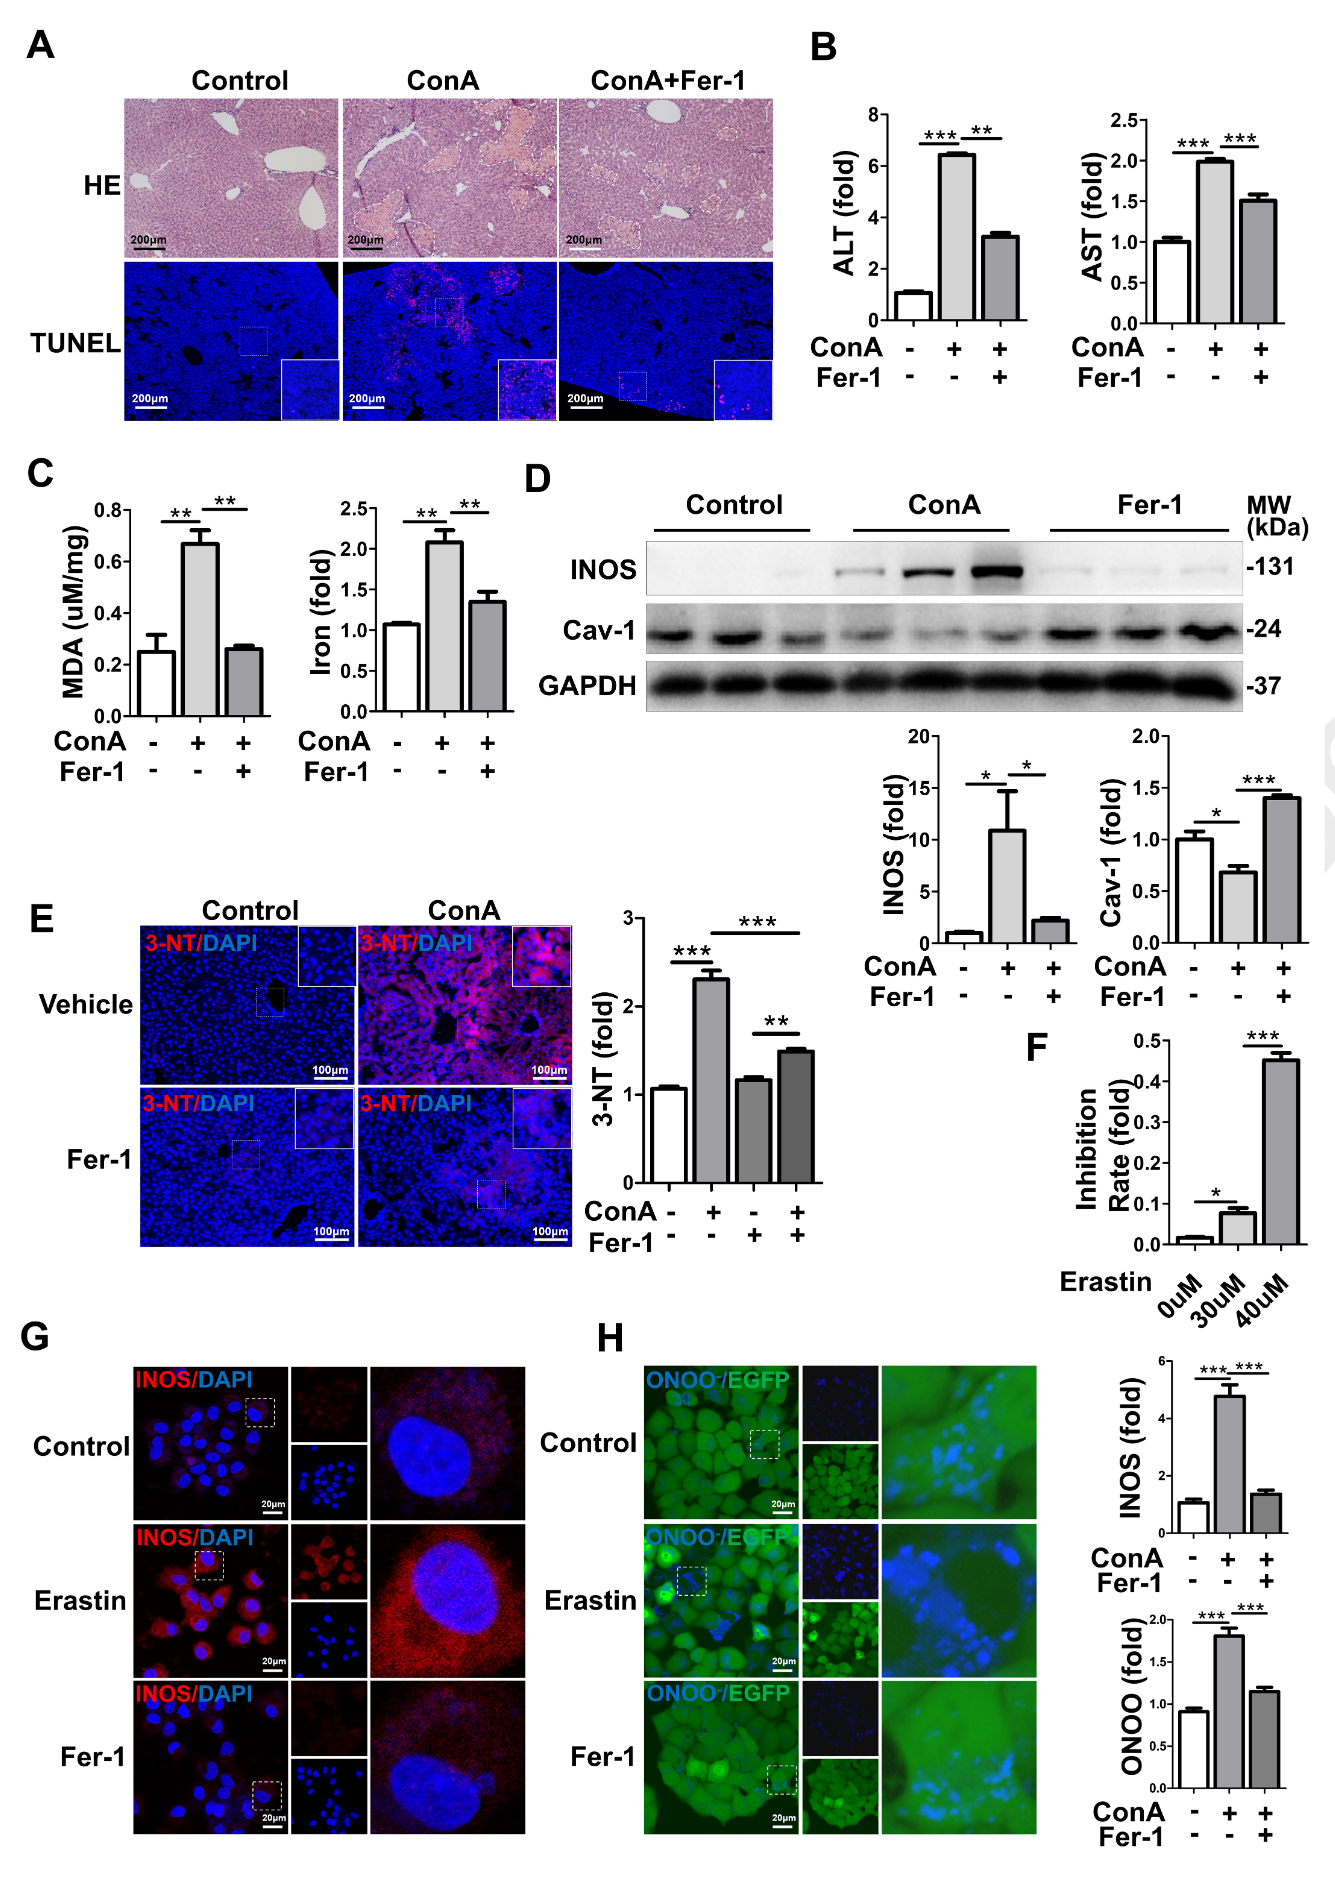 A
Control ConA ConA+Fer-1
HE
200μm 200μm 200μm
TUNEL
200μm 200μm 200μm
B
ALT (fold)
8
6
4
2
0
*** **
ConA - + +
Fer-1 - - +
AST (fold)
2.5
2.0
1.5
1.0
0.5
0.0
*** ***
ConA - + +
Fer-1 - - +
C
MDA (uM/mg)
0.8
0.6
0.4
0.2
0.0
** **
ConA - + +
Fer-1 - - +
Iron (fold)
2.5
2.0
1.5
1.0
0.5
0.0
** **
ConA - + +
Fer-1 - - +
D
Control ConA Fer-1 MW
(kDa)
INOS -131
Cav-1 -24
GAPDH -37
INOS (fold)
20
15
10
5
0
* *
ConA - + +
Fer-1 - - +
Cav-1 (fold)
2.0
1.5
1.0
0.5
0.0
* ***
ConA - + +
Fer-1 - - +
E
Control ConA
Vehicle
3-NT/DAPI 3-NT/DAPI
100μm 100μm
Fer-1
3-NT/DAPI 3-NT/DAPI
100μm 100μm
3-NT (fold)
3
2
1
0
*** *** **
ConA - + - +
Fer-1 - - + +
F
Inhibition
Rate (fold)
0.5
0.4
0.3
0.2
0.1
0.0
* ***
Erastin 0uM 30uM 40uM
G
Control
INOS/DAPI
20μm
Erastin
INOS/DAPI
20μm
Fer-1
INOS/DAPI
20μm
H
Control
ONOO⁻/EGFP
20μm
Erastin
ONOO⁻/EGFP
20μm
Fer-1
ONOO⁻/EGFP
20μm
INOS (fold)
6
4
2
0
*** ***
ConA - + +
Fer-1 - - +
ONOO (fold)
2.0
1.5
1.0
0.5
0.0
*** ***
ConA - + +
Fer-1 - - +